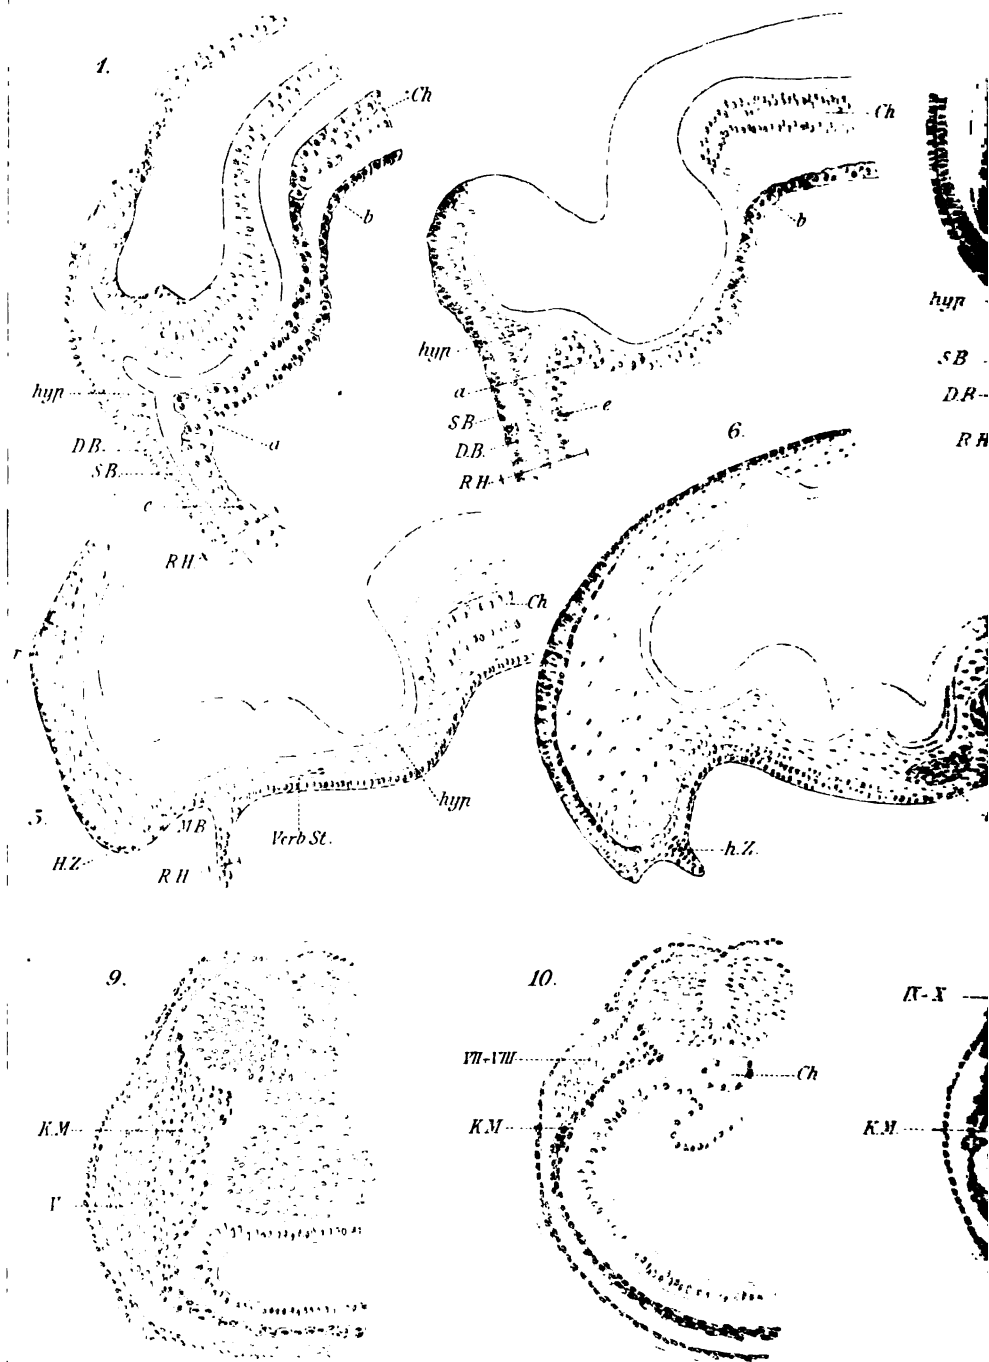 1.
Ch
b
hyp
D.B.
S.B.
a
c
R.H
Ch
b
hyp
a
S.B
D.B.
R.H
e
hyp
S.B
D.B
R.H
5.
r
Ch
hyp
M.B
Verb St.
H.Z
R.H
6.
h.Z.
9.
K.M
V
10.
VII+VIII
Ch
K.M
IX-X
K.M.